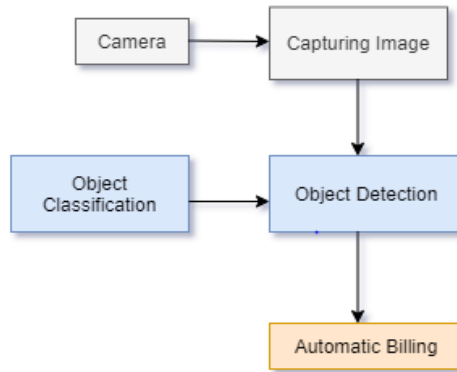 Camera
Capturing Image
Object
Classification
Object Detection
Automatic Billing